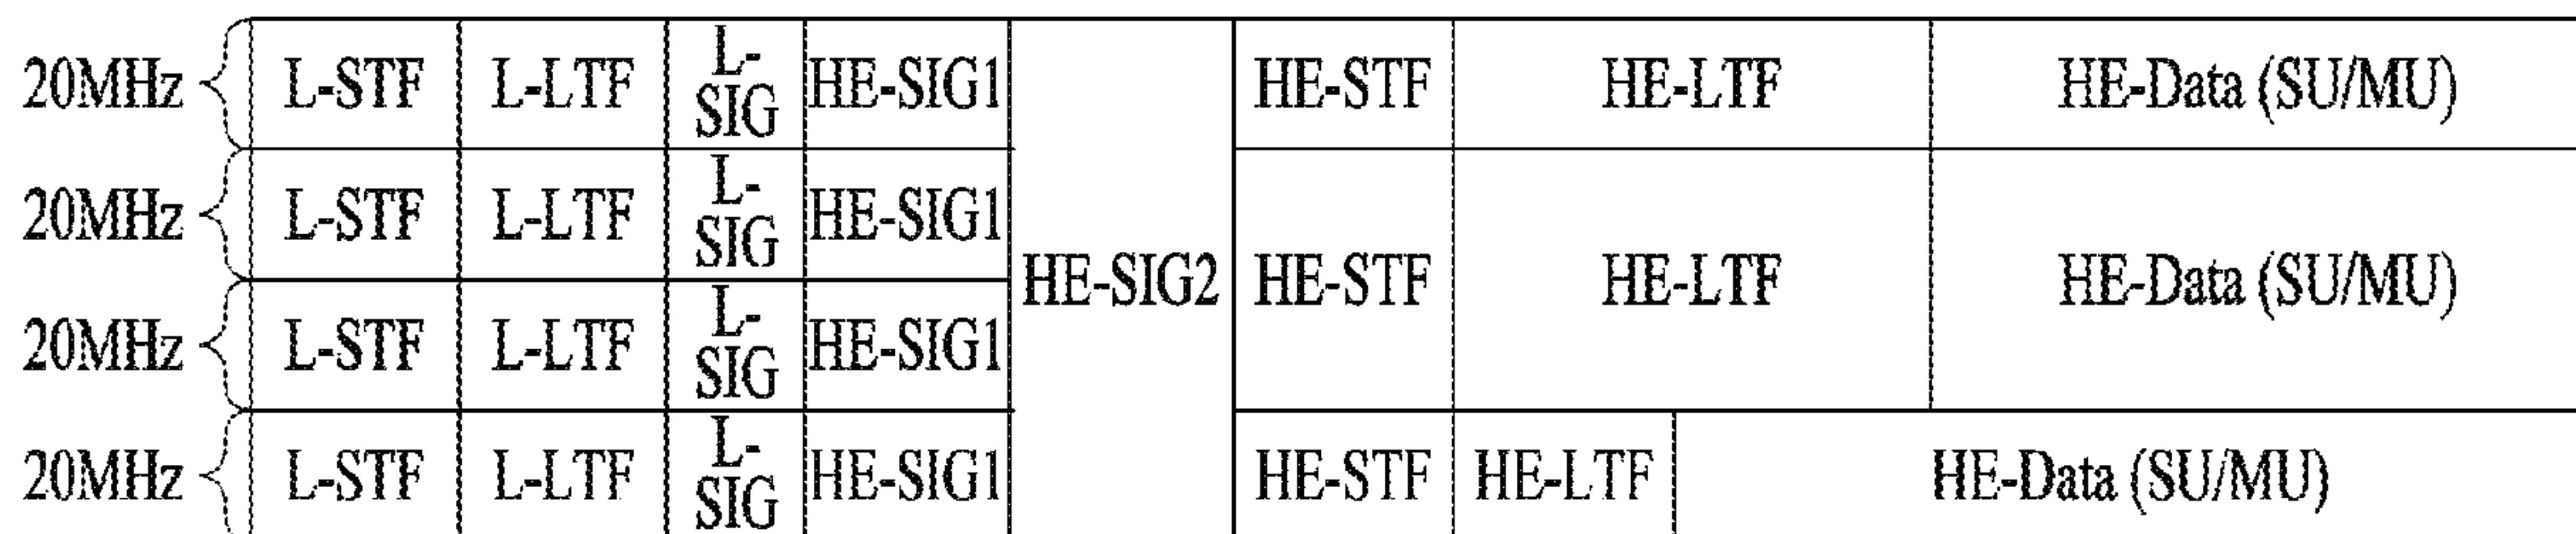 20MHz L-STF L-LTF L-SIG HE-SIG1 HE-STF HE-LTF HE-Data (SU/MU)
20MHz L-STF L-LTF L-SIG HE-SIG1
HE-SIG2 HE-STF HE-LTF HE-Data (SU/MU)
20MHz L-STF L-LTF L-SIG HE-SIG1
20MHz L-STF L-LTF L-SIG HE-SIG1 HE-STF HE-LTF HE-Data (SU/MU)